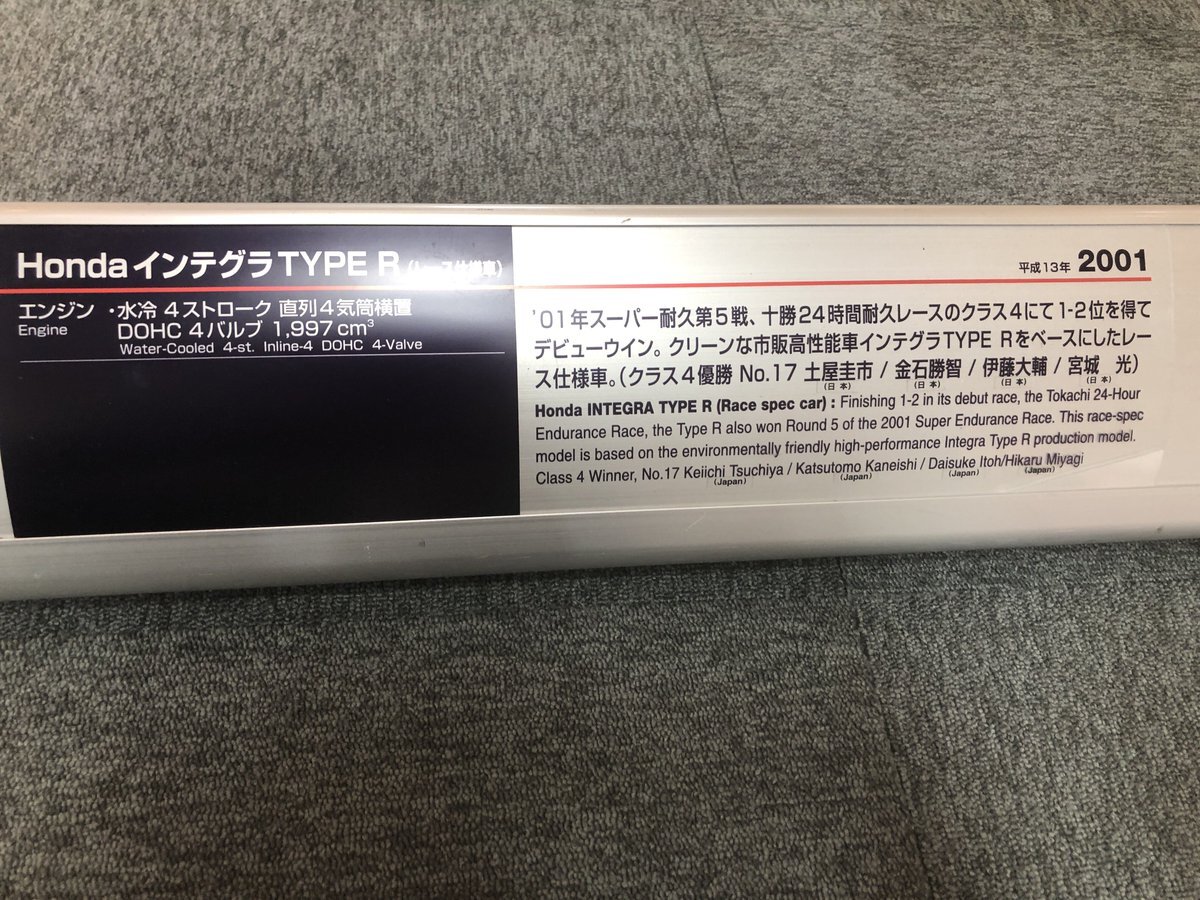 Honda インテグラ TYPE R (レース仕様車)
エンジン ・水冷 4ストローク 直列4気筒横置
Engine DOHC 4バルブ 1,997 cm³
Water-Cooled 4-st. Inline-4 DOHC 4-Valve
平成13年 2001
'01年スーパー耐久第5戦、十勝24時間耐久レースのクラス4にて1-2位を得て
デビューウイン。クリーンな市販高性能車インテグラTYPE Rをベースにしたレー
ス仕様車。(クラス4優勝 No.17 土屋圭市 / 金石勝智 / 伊藤大輔 / 宮城 光)
(日本) (日本) (日本) (日本)
Honda INTEGRA TYPE R (Race spec car) : Finishing 1-2 in its debut race, the Tokachi 24-Hour
Endurance Race, the Type R also won Round 5 of the 2001 Super Endurance Race. This race-spec
model is based on the environmentally friendly high-performance Integra Type R production model.
Class 4 Winner, No.17 Keiichi Tsuchiya / Katsutomo Kaneishi / Daisuke Itoh/Hikaru Miyagi
(Japan) (Japan) (Japan) (Japan)